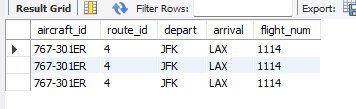 Result Grid Filter Rows: Export:
aircraft_id route_id depart arrival flight_num
767-301ER 4 JFK LAX 1114
767-301ER 4 JFK LAX 1114
767-301ER 4 JFK LAX 1114